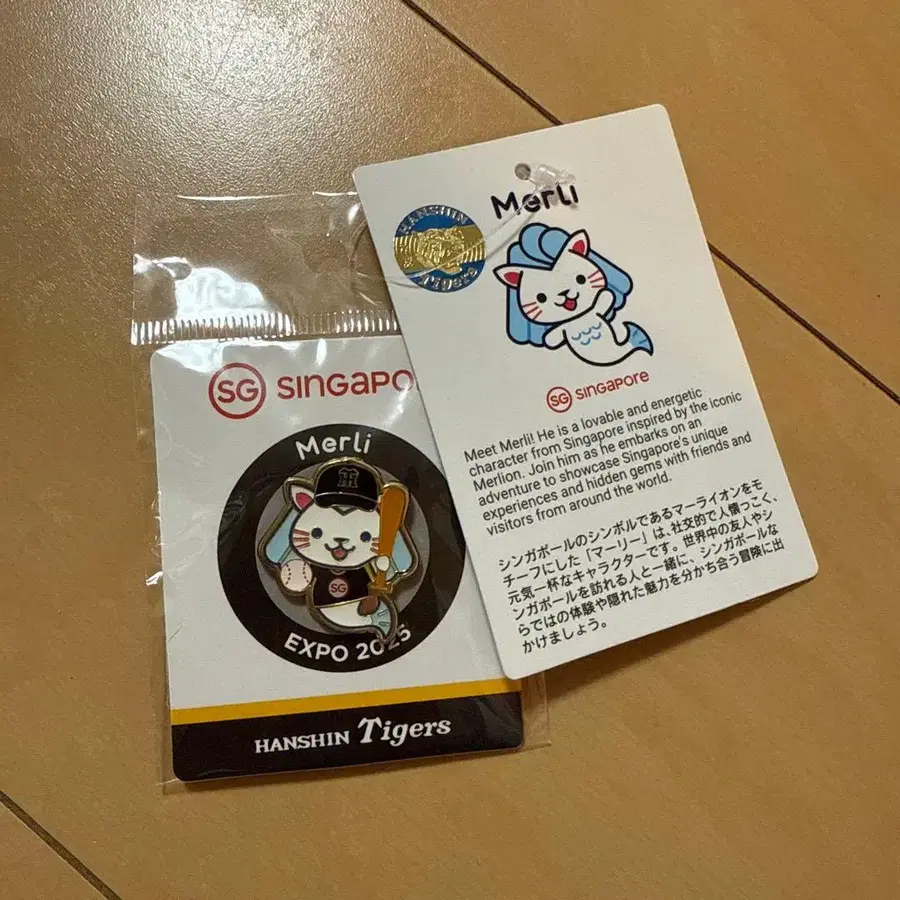 HANSHIN
Tigers
Merli
SG SINGAPORE
Meet Merli! He is a lovable and energetic
character from Singapore inspired by the iconic
Merlion. Join him as he embarks on an
adventure to showcase Singapore's unique
experiences and hidden gems with friends and
visitors from around the world.
シンガポールのシンボルであるマーライオンをモ
チーフにした「マーリー」は、社交的で人懐っこく、
元気一杯なキャラクターです。世界中の友人やシ
ンガポールを訪れる人と一緒に、シンガポールな
らではの体験や隠れた魅力を分かち合う冒険に出
かけましょう。
SG SINGAPO
Merli
SG
EXPO 2025
HANSHIN Tigers